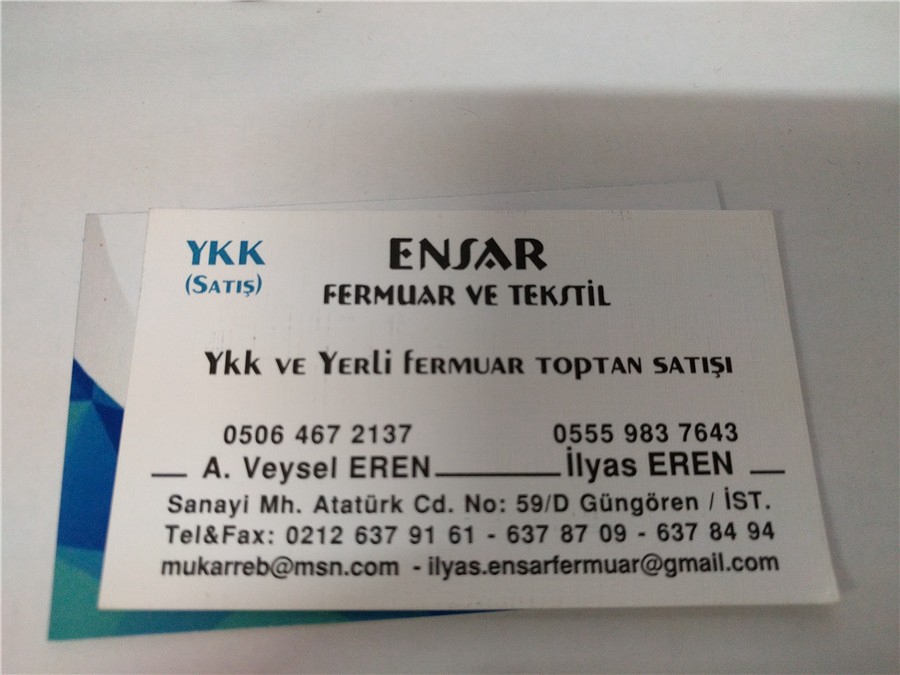 YKK
(SATIŞ)
ENSAR
FERMUAR VE TEKSTİL
Ykk VE YERLİ FERMUAR TOPTAN SATIŞI
0506 467 2137
0555 983 7643
A. Veysel EREN
İlyas EREN
Sanayi Mh. Atatürk Cd. No: 59/D Güngören / İST.
Tel&Fax: 0212 637 91 61 - 637 87 09 - 637 84 94
mukarreb@msn.com - ilyas.ensarfermuar@gmail.com